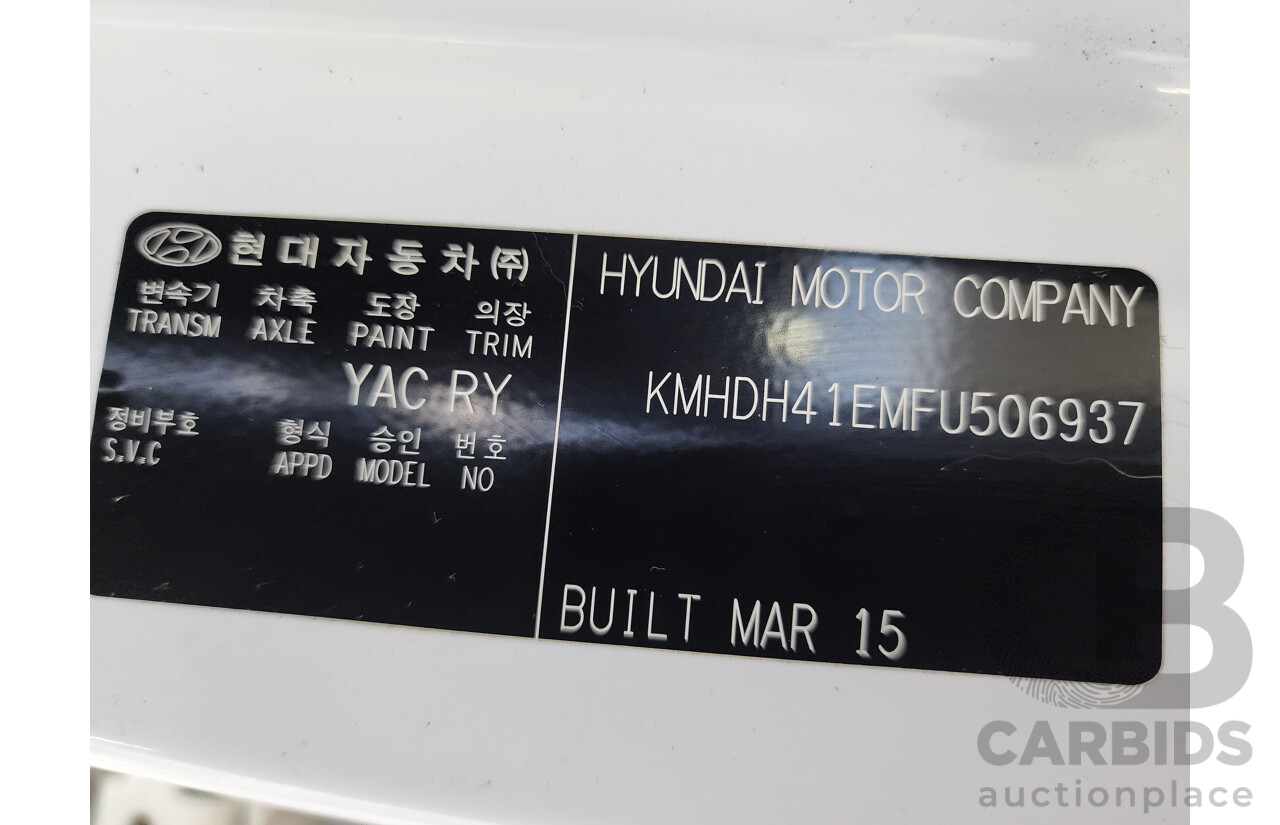 현대자동차(주)
변속기 차축 도장 의장
TRANSM AXLE PAINT TRIM
YAC RY
정비부호 형식 승인 번호
S.V.C APPD MODEL NO
HYUNDAI MOTOR COMPANY
KMHDH41EMFU506937
BUILT MAR 15
B
CARBIDS
auctionplace